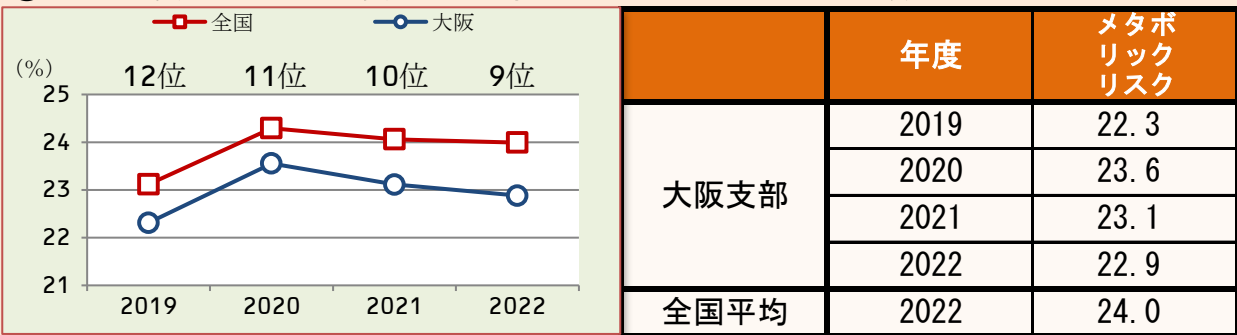 全国 大阪
(%) 12位 11位 10位 9位
25
24
23
22
21
2019 2020 2021 2022
年度 メタボ
リック
リスク
大阪支部 2019 22.3
2020 23.6
2021 23.1
2022 22.9
全国平均 2022 24.0